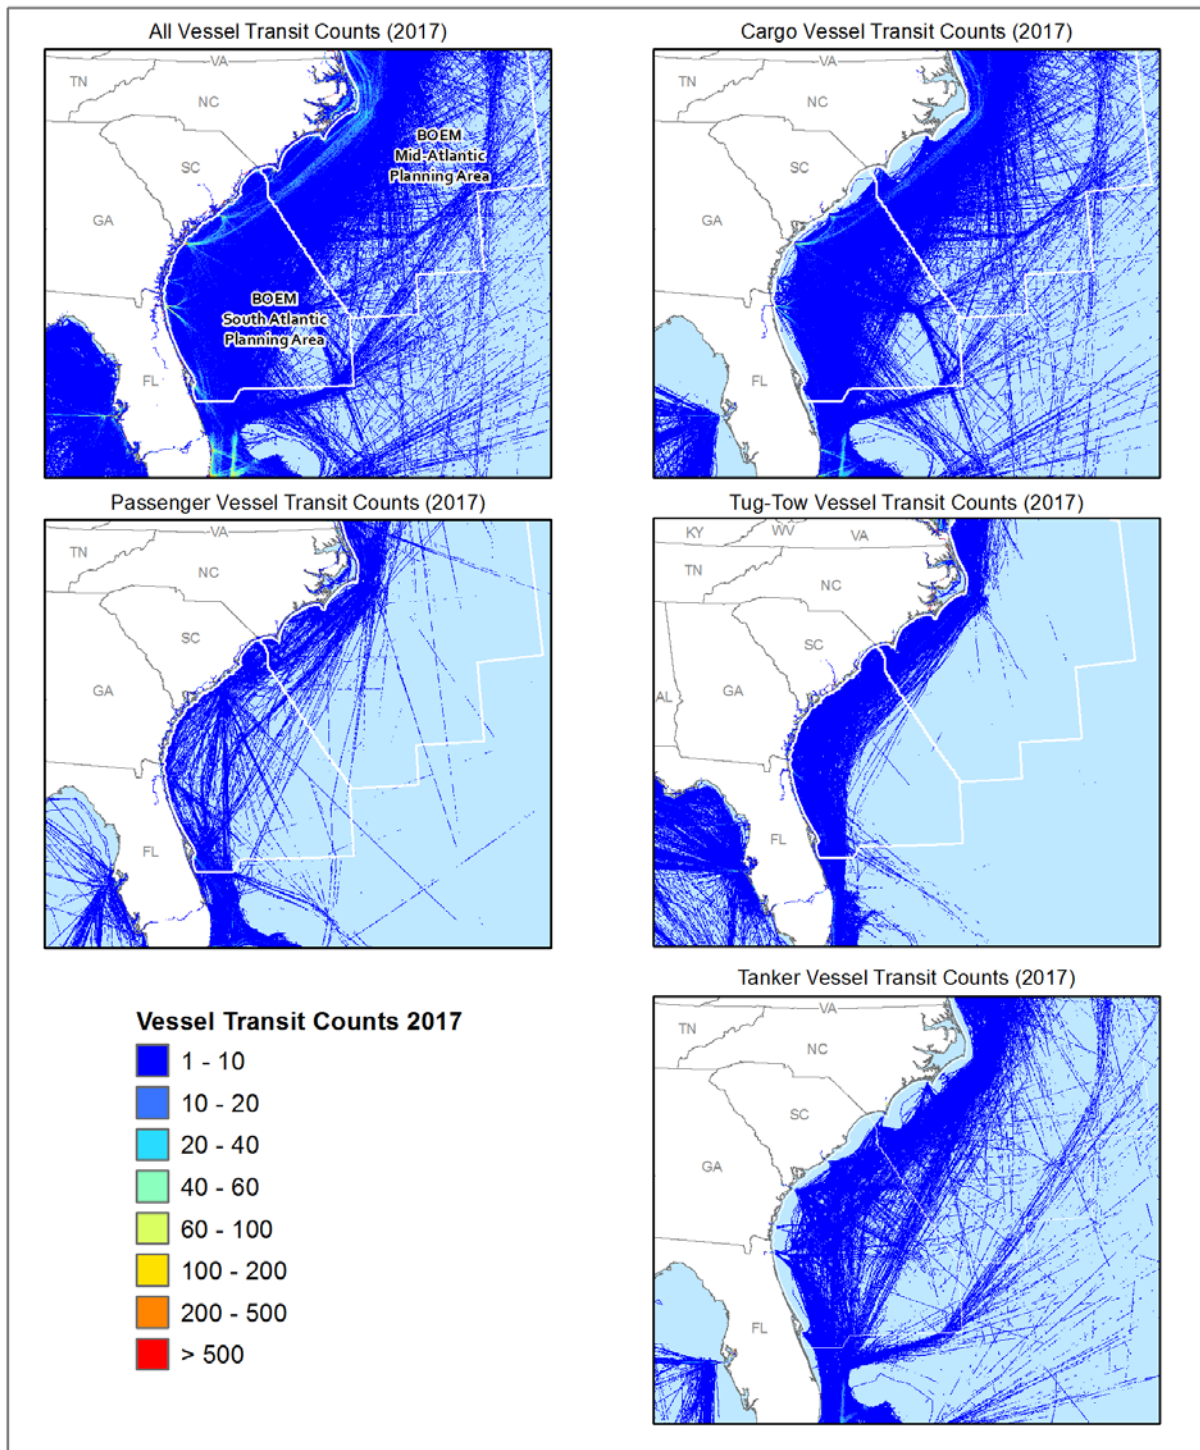 All Vessel Transit Counts (2017)
VA
TN
NC
SC
GA
FL
BOEM
Mid-Atlantic
Planning Area
BOEM
South Atlantic
Planning Area
Cargo Vessel Transit Counts (2017)
VA
TN
NC
SC
GA
FL
Passenger Vessel Transit Counts (2017)
VA
TN
NC
SC
GA
FL
Tug-Tow Vessel Transit Counts (2017)
KY
WV
VA
TN
NC
SC
AL
GA
FL
Tanker Vessel Transit Counts (2017)
VA
TN
NC
SC
GA
FL
Vessel Transit Counts 2017
1 - 10
10 - 20
20 - 40
40 - 60
60 - 100
100 - 200
200 - 500
> 500